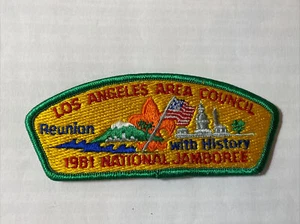 LOS ANGELES AREA COUNCIL
Reunion
with History
1981 NATIONAL JAMBOREE